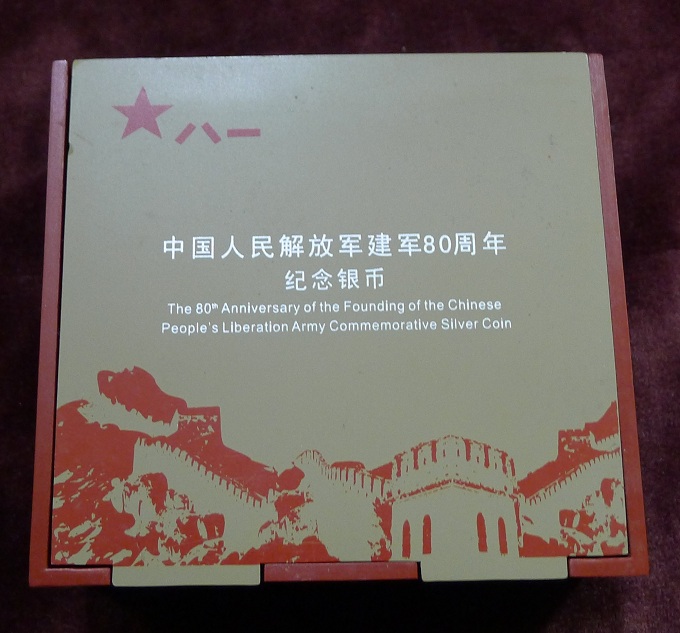 八一
中国人民解放军建军80周年
纪念银币
The 80th Anniversary of the Founding of the Chinese
People's Liberation Army Commemorative Silver Coin